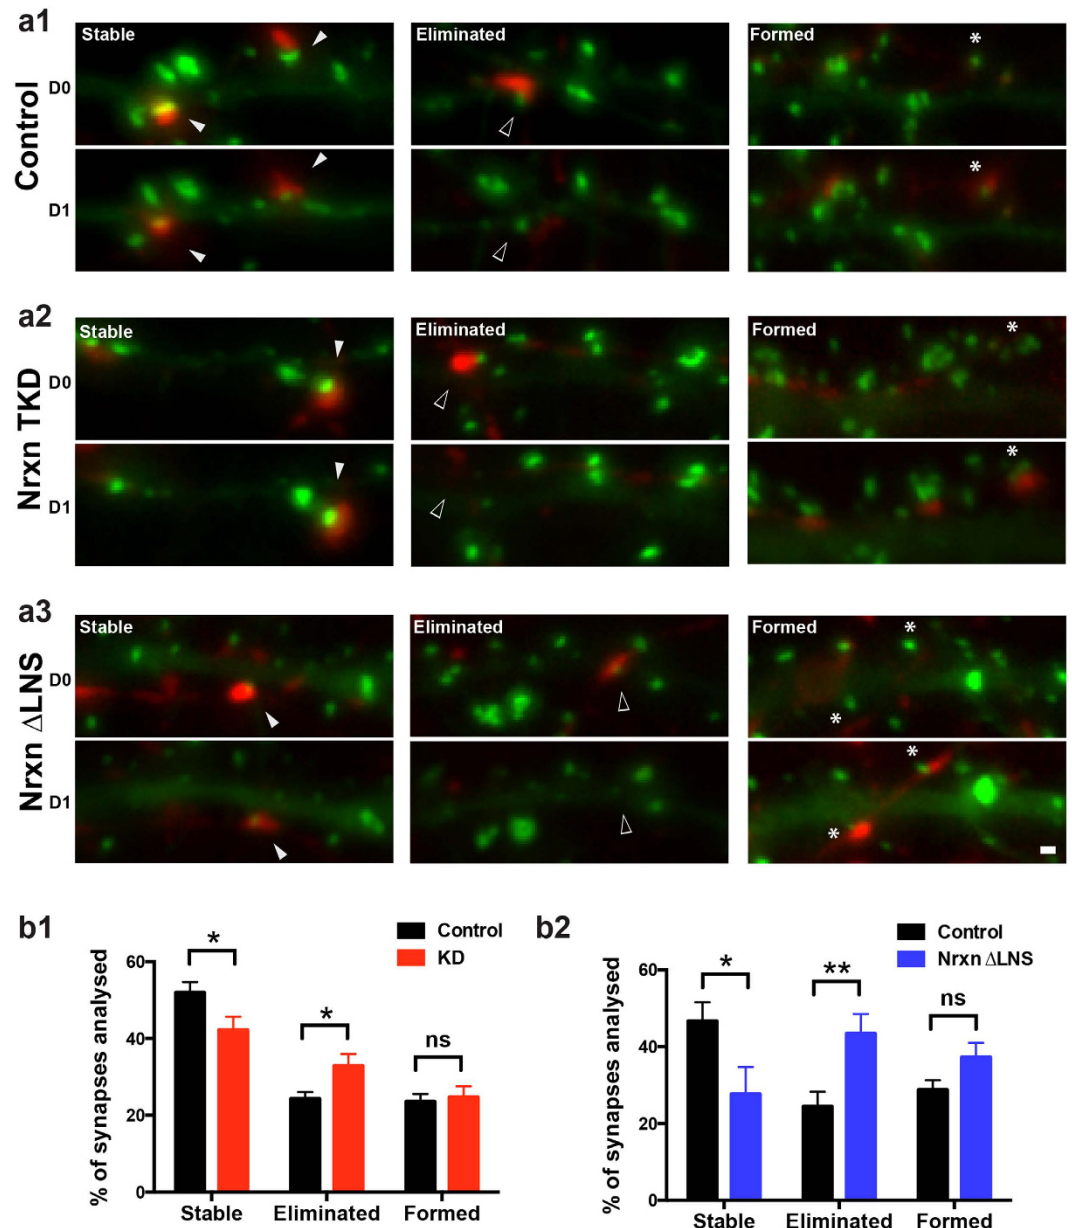 a1
Control
Stable
Eliminated
Formed
*
D0
*
D1
a2
Nrxn TKD
Stable
Eliminated
Formed
*
D0
*
D1
a3
Nrxn ΔLNS
Stable
Eliminated
Formed
*
D0
*
*
D1
*
b1
Control
KD
% of synapses analysed
60
40
20
0
*
*
ns
Stable
Eliminated
Formed
b2
Control
Nrxn ΔLNS
% of synapses analysed
60
40
20
0
*
**
ns
Stable
Eliminated
Formed